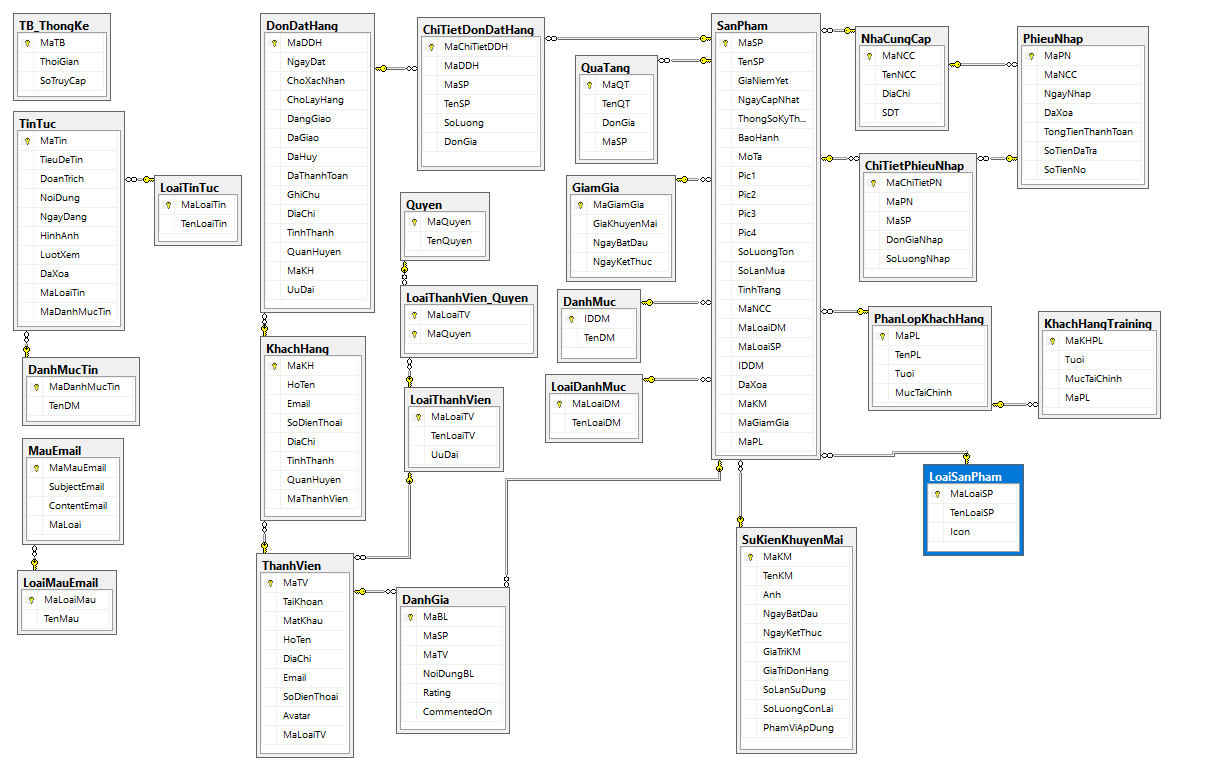 TB_ThongKe
MaTB
ThoiGian
SoTruyCap
TinTuc
MaTin
TieuDeTin
DoanTrich
NoiDung
NgayDang
HinhAnh
LuotXem
DaXoa
MaLoaiTin
MaDanhMucTin
LoaiTinTuc
MaLoaiTin
TenLoaiTin
DanhMucTin
MaDanhMucTin
TenDM
MauEmail
MaMauEmail
SubjectEmail
ContentEmail
MaLoai
LoaiMauEmail
MaLoaiMau
TenMau
DonDatHang
MaDDH
NgayDat
ChoXacNhan
ChoLayHang
DangGiao
DaGiao
DaHuy
DaThanhToan
GhiChu
DiaChi
TinhThanh
QuanHuyen
MaKH
UuDai
KhachHang
MaKH
HoTen
Email
SoDienThoai
DiaChi
TinhThanh
QuanHuyen
MaThanhVien
ThanhVien
MaTV
TaiKhoan
MatKhau
HoTen
DiaChi
Email
SoDienThoai
Avatar
MaLoaiTV
ChiTietDonDatHang
MaChiTietDDH
MaDDH
MaSP
TenSP
SoLuong
DonGia
Quyen
MaQuyen
TenQuyen
LoaiThanhVien_Quyen
MaLoaiTV
MaQuyen
LoaiThanhVien
MaLoaiTV
TenLoaiTV
UuDai
DanhGia
MaBL
MaSP
MaTV
NoiDungBL
Rating
CommentedOn
QuaTang
MaQT
TenQT
DonGia
MaSP
GiamGia
MaGiamGia
GiaKhuyenMai
NgayBatDau
NgayKetThuc
DanhMuc
IDDM
TenDM
LoaiDanhMuc
MaLoaiDM
TenLoaiDM
SanPham
MaSP
TenSP
GiaNiemYet
NgayCapNhat
ThongSoKyTh...
BaoHanh
MoTa
Pic1
Pic2
Pic3
Pic4
SoLuongTon
SoLanMua
TinhTrang
MaNCC
MaLoaiDM
MaLoaiSP
IDDM
DaXoa
MaKM
MaGiamGia
MaPL
SuKienKhuyenMai
MaKM
TenKM
Anh
NgayBatDau
NgayKetThuc
GiaTriKM
GiaTriDonHang
SoLanSuDung
SoLuongConLai
PhamViApDung
NhaCungCap
MaNCC
TenNCC
DiaChi
SDT
PhieuNhap
MaPN
MaNCC
NgayNhap
DaXoa
TongTienThanhToan
SoTienDaTra
SoTienNo
ChiTietPhieuNhap
MaChiTietPN
MaPN
MaSP
DonGiaNhap
SoLuongNhap
PhanLopKhachHang
MaPL
TenPL
Tuoi
MucTaiChinh
KhachHangTraining
MaKHPL
Tuoi
MucTaiChinh
MaPL
LoaiSanPham
MaLoaiSP
TenLoaiSP
Icon